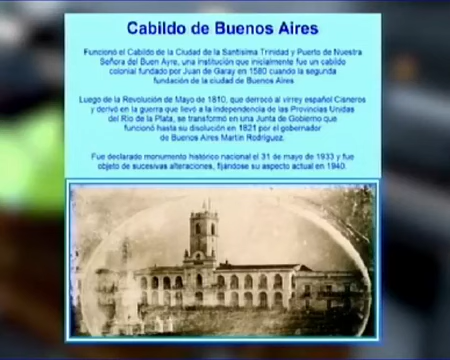 Cabildo de Buenos Aires
Funcionó el Cabildo de la Ciudad de la Santísima Trinidad y Puerto de Nuestra
Señora del Buen Ayre, una institución que inicialmente fue un cabildo
colonial fundado por Juan de Garay en 1580 cuando la segunda
fundación de la ciudad de Buenos Aires
Luego de la Revolución de Mayo de 1810, que derrocó al virrey español Cisneros
y derivó en la guerra que llevó a la independencia de las Provincias Unidas
del Río de la Plata, se transformó en una Junta de Gobierno que
funcionó hasta su disolución en 1821 por el gobernador
de Buenos Aires Martín Rodríguez.
Fue declarado monumento histórico nacional el 31 de mayo de 1933 y fue
objeto de sucesivas alteraciones, fijándose su aspecto actual en 1940.